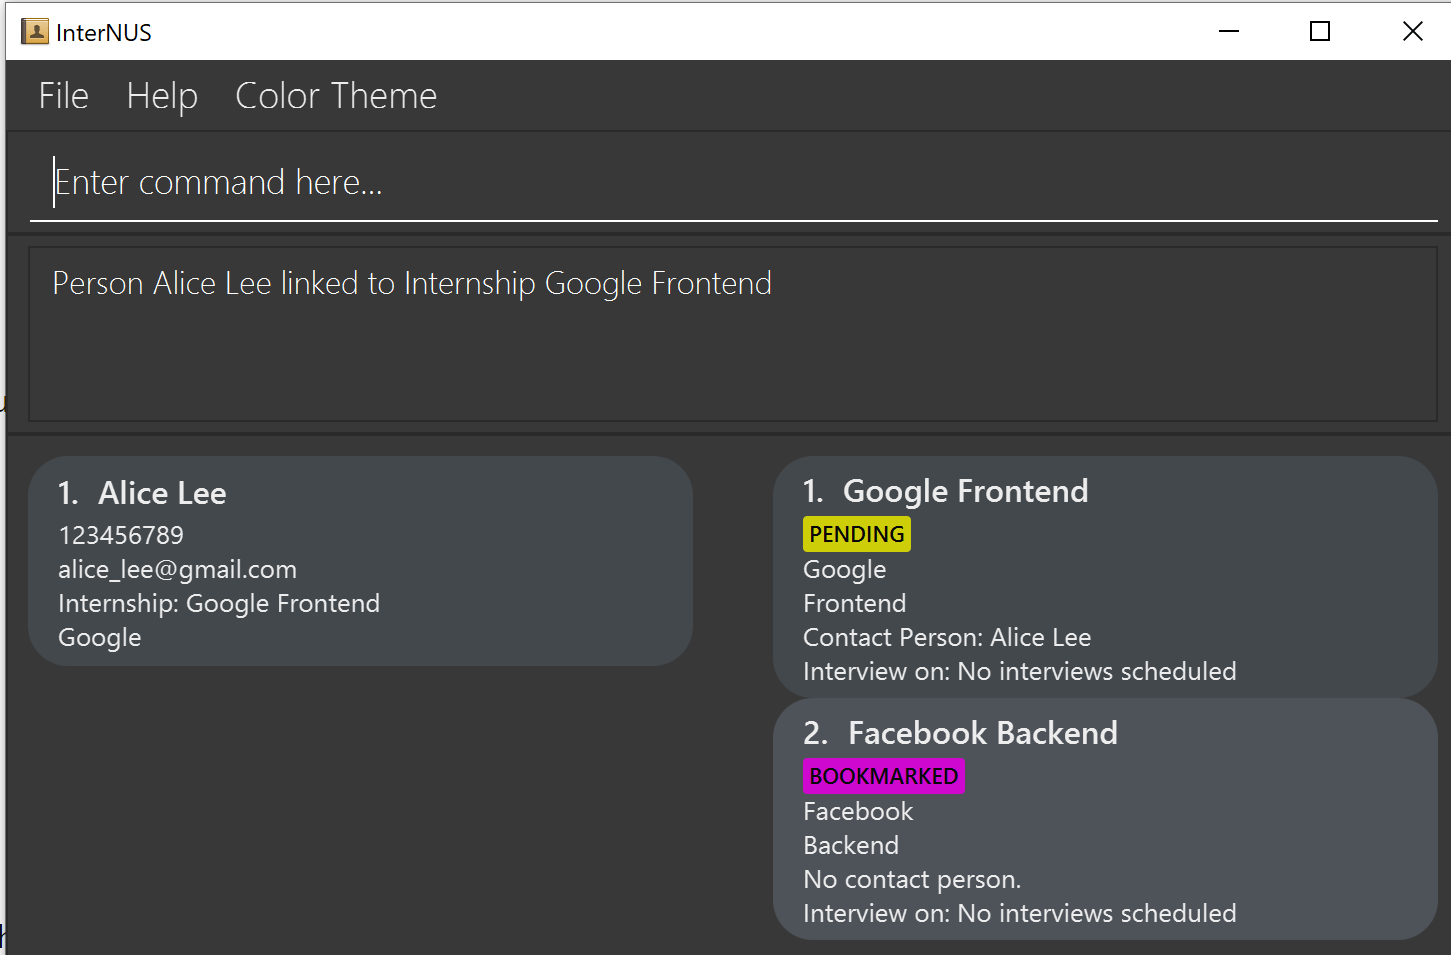 InterNUS
File Help Color Theme
Enter command here...
Person Alice Lee linked to Internship Google Frontend
1. Alice Lee
123456789
alice_lee@gmail.com
Internship: Google Frontend
Google
1. Google Frontend
PENDING
Google
Frontend
Contact Person: Alice Lee
Interview on: No interviews scheduled
2. Facebook Backend
BOOKMARKED
Facebook
Backend
No contact person.
Interview on: No interviews scheduled